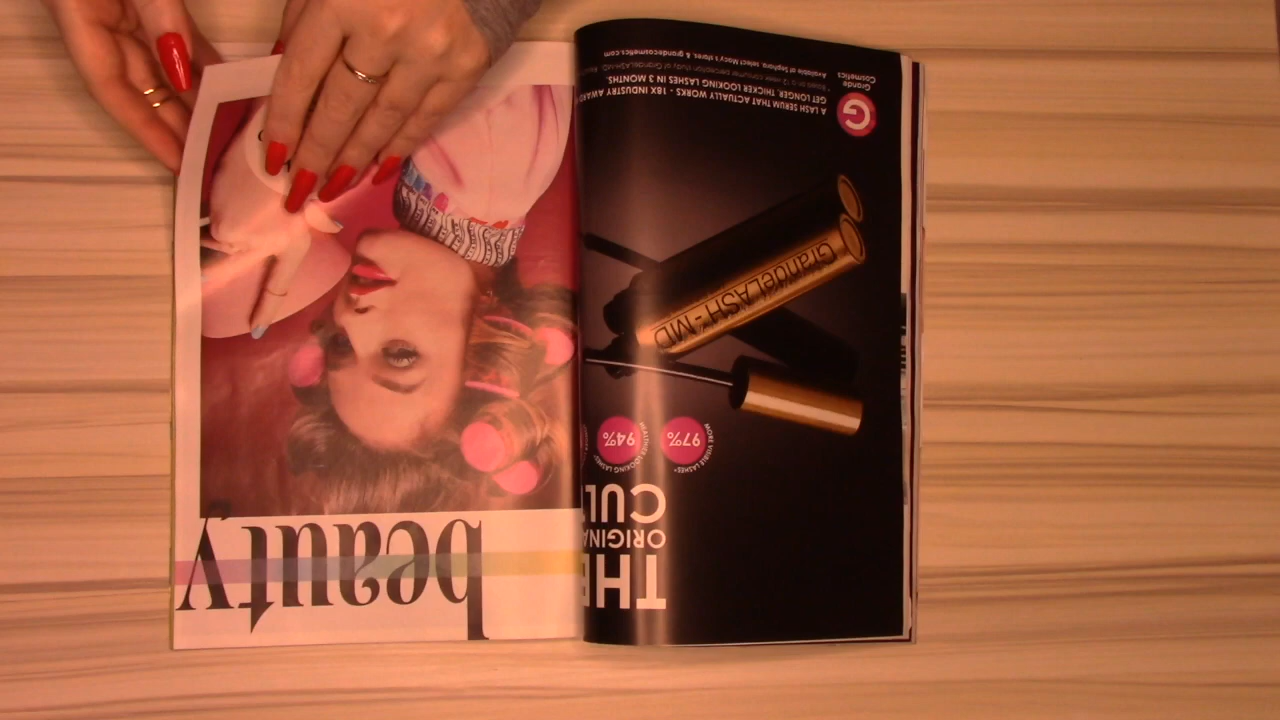 beauty
THE
ORIGINA
CUL
94%
HEALTHIER LOOKING LASHES*
97%
MORE VISIBLE LASHES*
GrandeLASH-MD
G
Grande
Cosmetics
A LASH SERUM THAT ACTUALLY WORKS - 18X INDUSTRY AWARD
GET LONGER, THICKER LOOKING LASHES IN 3 MONTHS.
Available at Sephora, select Macy's stores, & grandecosmetics.com